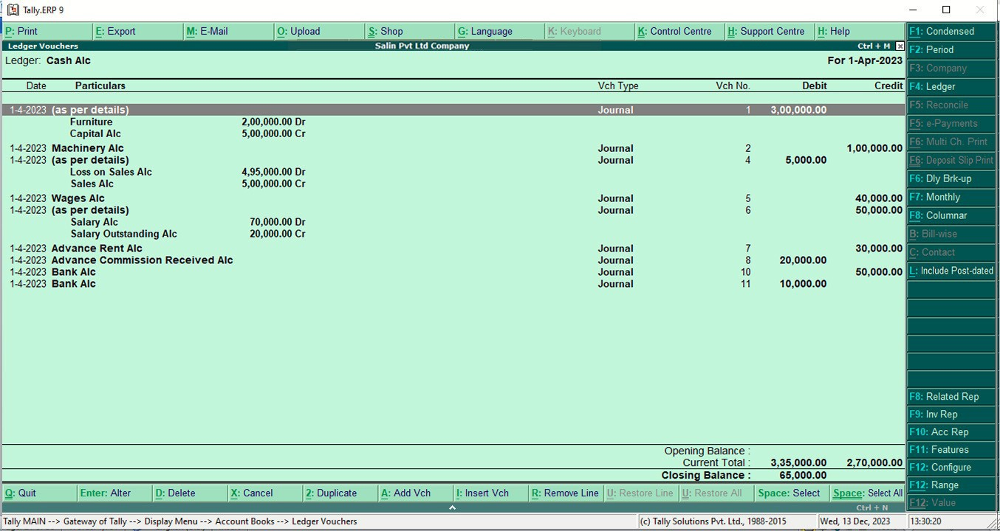 Tally.ERP 9
P: Print E: Export M: E-Mail O: Upload S: Shop G: Language K: Keyboard K: Control Centre H: Support Centre H: Help
Ledger Vouchers Salin Pvt Ltd Company Ctrl + M
Ledger: Cash Alc For 1-Apr-2023
Date Particulars Vch Type Vch No. Debit Credit
1-4-2023 (as per details) Journal 1 3,00,000.00
Furniture 2,00,000.00 Dr
Capital Alc 5,00,000.00 Cr
1-4-2023 Machinery Alc Journal 2 1,00,000.00
1-4-2023 (as per details) Journal 4 5,000.00
Loss on Sales Alc 4,95,000.00 Dr
Sales Alc 5,00,000.00 Cr
1-4-2023 Wages Alc Journal 5 40,000.00
1-4-2023 (as per details) Journal 6 50,000.00
Salary Alc 70,000.00 Dr
Salary Outstanding Alc 20,000.00 Cr
1-4-2023 Advance Rent Alc Journal 7 30,000.00
1-4-2023 Advance Commission Received Alc Journal 8 20,000.00
1-4-2023 Bank Alc Journal 10 50,000.00
1-4-2023 Bank Alc Journal 11 10,000.00
Opening Balance :
Current Total : 3,35,000.00 2,70,000.00
Closing Balance : 65,000.00
F1: Condensed
F2: Period
F3: Company
F4: Ledger
F5: Reconcile
F5: e-Payments
F6: Multi Ch. Print
F6: Deposit Slip Print
F6: Dly Brk-up
F7: Monthly
F8: Columnar
B: Bill-wise
C: Contact
L: Include Post-dated
F8: Related Rep
F9: Inv Rep
F10: Acc Rep
F11: Features
F12: Configure
F12: Range
F12: Value
Q: Quit Enter: Alter D: Delete X: Cancel 2: Duplicate A: Add Vch I: Insert Vch R: Remove Line U: Restore Line U: Restore All Space: Select Space: Select All
Ctrl + N
Tally MAIN --> Gateway of Tally --> Display Menu --> Account Books --> Ledger Vouchers (c) Tally Solutions Pvt. Ltd., 1988-2015 Wed, 13 Dec, 2023 13:30:20